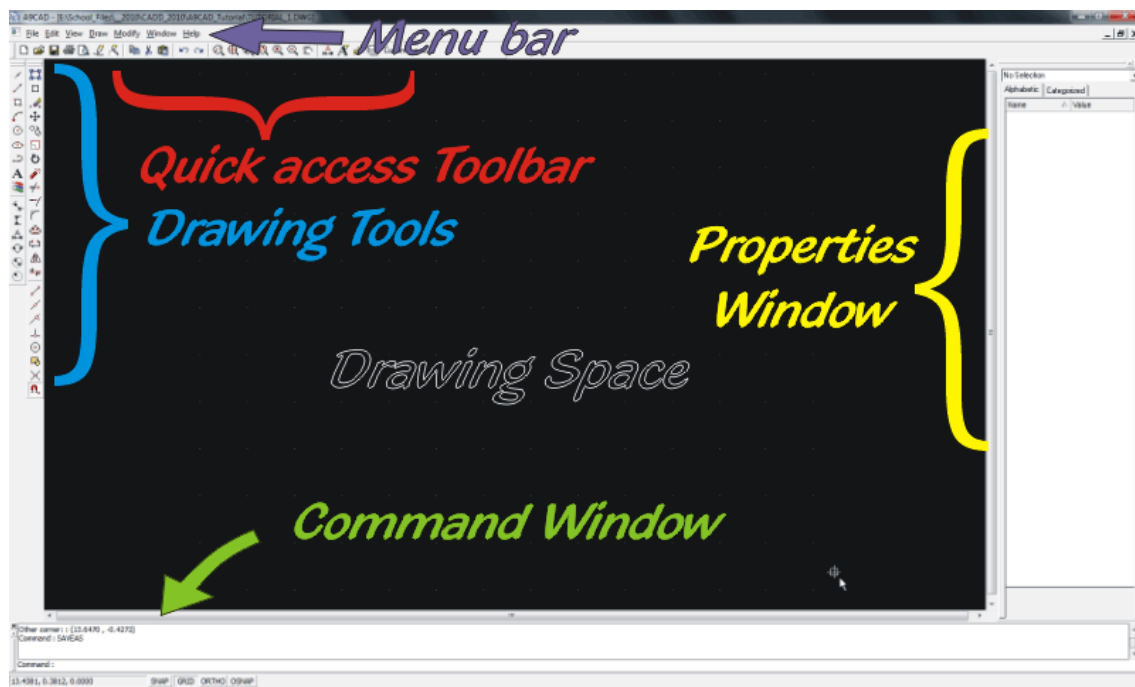 A9CAD - [E:\School_Files\_2010\CADD_2010\A9CAD_Tutorial\TUTORIAL_1.DWG]
File Edit View Draw Modify Window Help
Menu bar
No Selection
Alphabetic Categorized
Name Value
Quick access Toolbar
Drawing Tools
Properties
Window
Drawing Space
Command Window
Other corner : (13.6470 , -0.4272)
Command : SAVEAS
Command :
13.4381, 0.3812, 0.0000 SNAP GRID ORTHO OSNAP